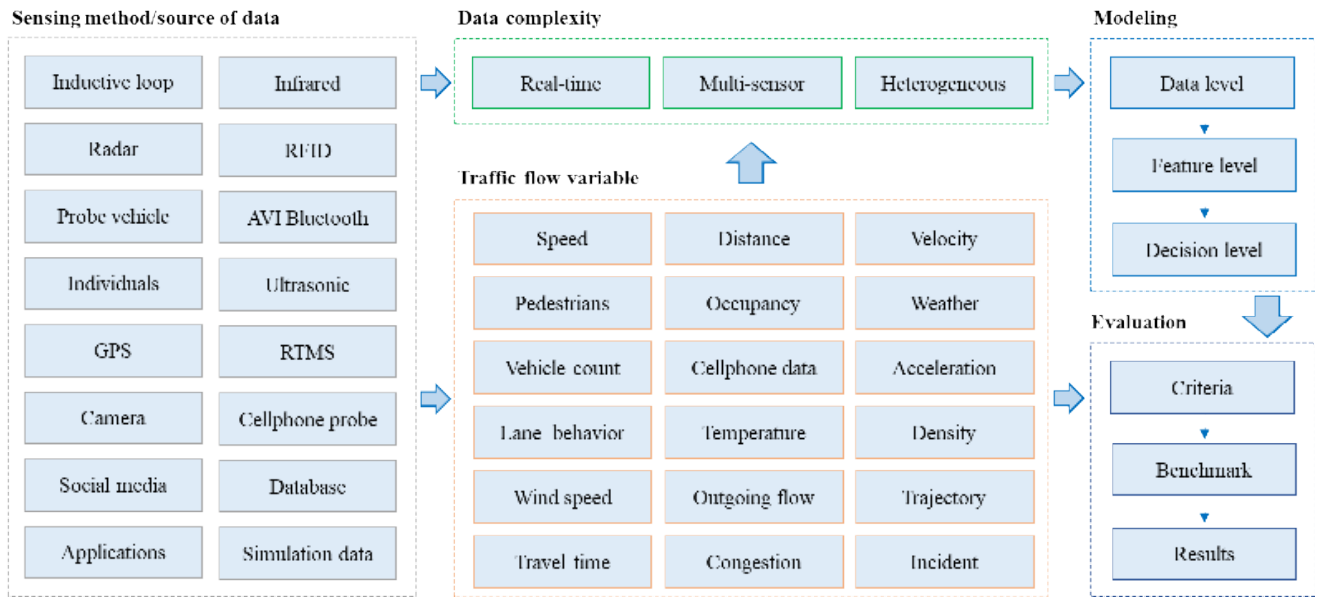 Sensing method/source of data
Inductive loop
Infrared
Radar
RFID
Probe vehicle
AVI Bluetooth
Individuals
Ultrasonic
GPS
RTMS
Camera
Cellphone probe
Social media
Database
Applications
Simulation data
Data complexity
Real-time
Multi-sensor
Heterogeneous
Traffic flow variable
Speed
Distance
Velocity
Pedestrians
Occupancy
Weather
Vehicle count
Cellphone data
Acceleration
Lane behavior
Temperature
Density
Wind speed
Outgoing flow
Trajectory
Travel time
Congestion
Incident
Modeling
Data level
Feature level
Decision level
Evaluation
Criteria
Benchmark
Results